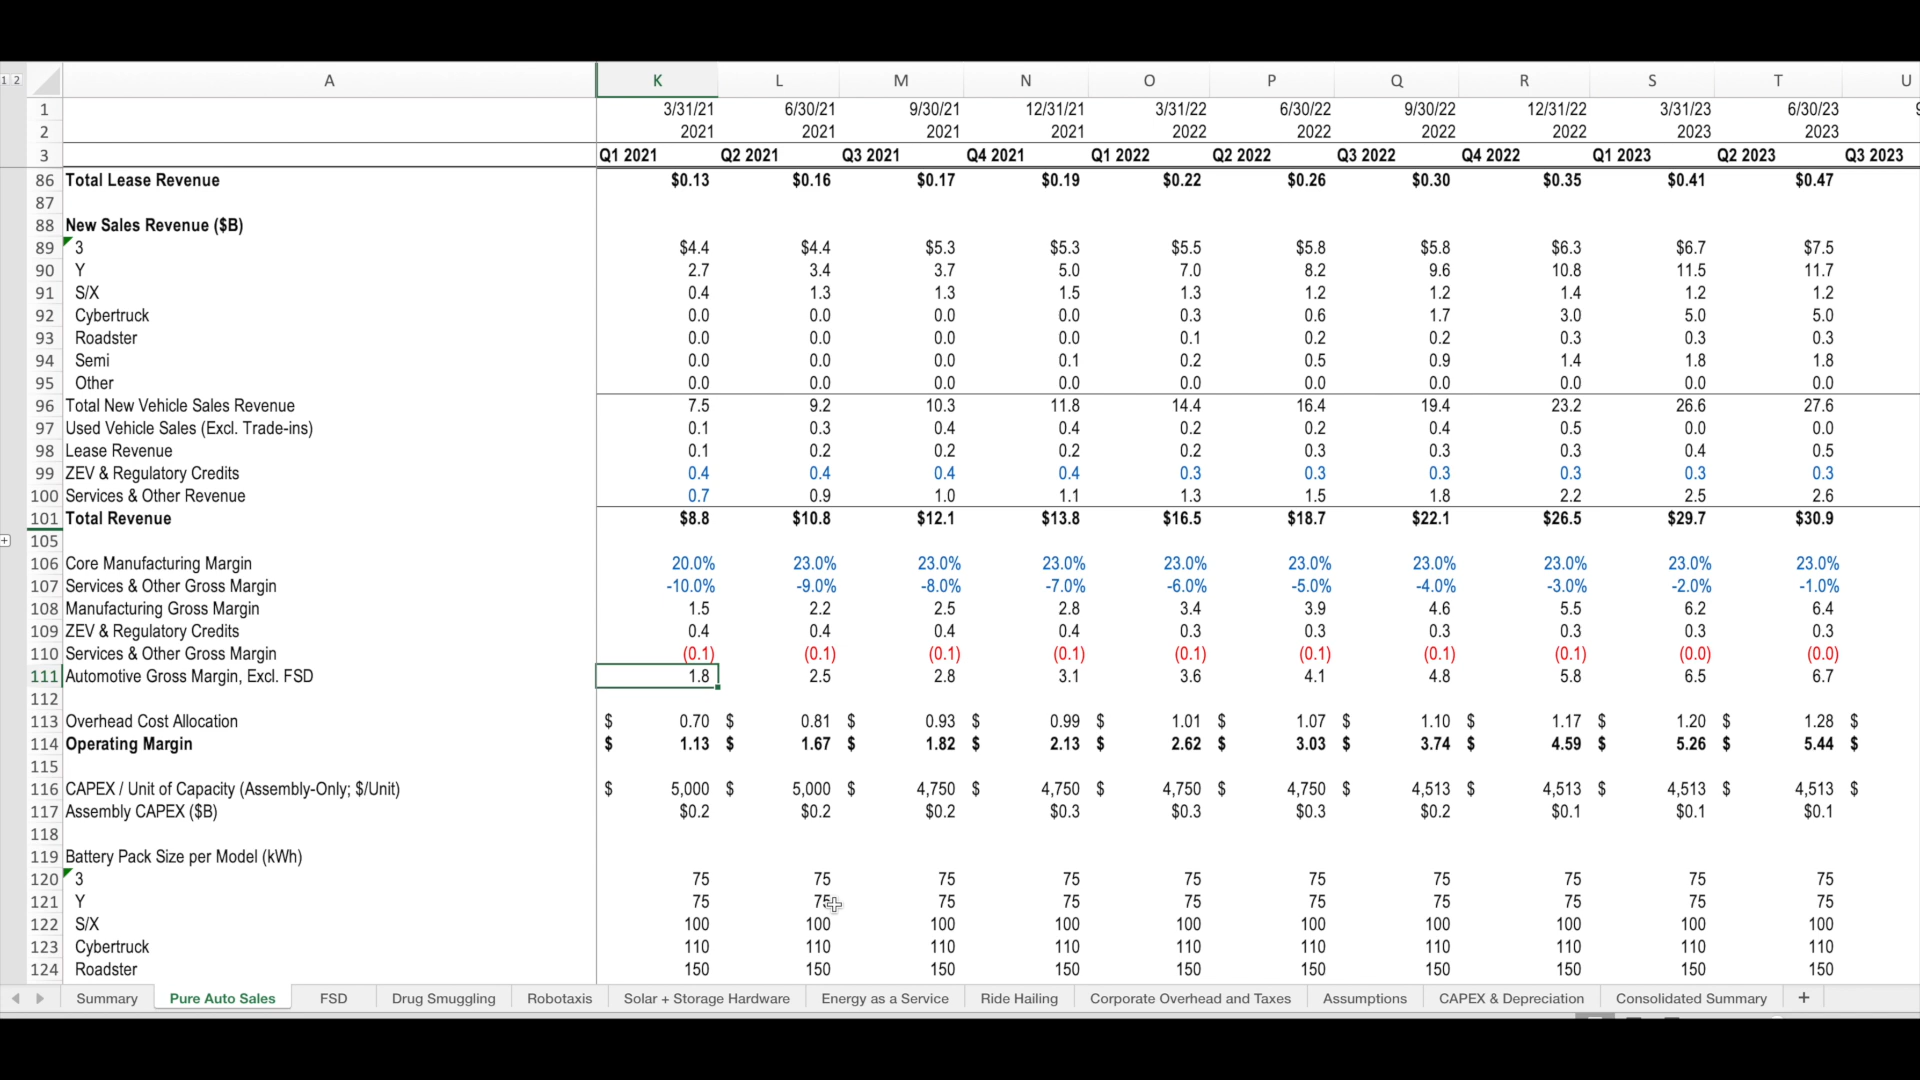 1 2 A K L M N O P Q R S T U
1 3/31/21 6/30/21 9/30/21 12/31/21 3/31/22 6/30/22 9/30/22 12/31/22 3/31/23 6/30/23
2 2021 2021 2021 2021 2022 2022 2022 2022 2023 2023
3 Q1 2021 Q2 2021 Q3 2021 Q4 2021 Q1 2022 Q2 2022 Q3 2022 Q4 2022 Q1 2023 Q2 2023 Q3 2023
86 Total Lease Revenue $0.13 $0.16 $0.17 $0.19 $0.22 $0.26 $0.30 $0.35 $0.41 $0.47
87
88 New Sales Revenue ($B)
89 3 $4.4 $4.4 $5.3 $5.3 $5.5 $5.8 $5.8 $6.3 $6.7 $7.5
90 Y 2.7 3.4 3.7 5.0 7.0 8.2 9.6 10.8 11.5 11.7
91 S/X 0.4 1.3 1.3 1.5 1.3 1.2 1.2 1.4 1.2 1.2
92 Cybertruck 0.0 0.0 0.0 0.0 0.3 0.6 1.7 3.0 5.0 5.0
93 Roadster 0.0 0.0 0.0 0.0 0.1 0.2 0.2 0.3 0.3 0.3
94 Semi 0.0 0.0 0.0 0.1 0.2 0.5 0.9 1.4 1.8 1.8
95 Other 0.0 0.0 0.0 0.0 0.0 0.0 0.0 0.0 0.0 0.0
96 Total New Vehicle Sales Revenue 7.5 9.2 10.3 11.8 14.4 16.4 19.4 23.2 26.6 27.6
97 Used Vehicle Sales (Excl. Trade-ins) 0.1 0.3 0.4 0.4 0.2 0.2 0.4 0.5 0.0 0.0
98 Lease Revenue 0.1 0.2 0.2 0.2 0.2 0.3 0.3 0.3 0.4 0.5
99 ZEV & Regulatory Credits 0.4 0.4 0.4 0.4 0.3 0.3 0.3 0.3 0.3 0.3
100 Services & Other Revenue 0.7 0.9 1.0 1.1 1.3 1.5 1.8 2.2 2.5 2.6
101 Total Revenue $8.8 $10.8 $12.1 $13.8 $16.5 $18.7 $22.1 $26.5 $29.7 $30.9
105
106 Core Manufacturing Margin 20.0% 23.0% 23.0% 23.0% 23.0% 23.0% 23.0% 23.0% 23.0% 23.0%
107 Services & Other Gross Margin -10.0% -9.0% -8.0% -7.0% -6.0% -5.0% -4.0% -3.0% -2.0% -1.0%
108 Manufacturing Gross Margin 1.5 2.2 2.5 2.8 3.4 3.9 4.6 5.5 6.2 6.4
109 ZEV & Regulatory Credits 0.4 0.4 0.4 0.4 0.3 0.3 0.3 0.3 0.3 0.3
110 Services & Other Gross Margin (0.1) (0.1) (0.1) (0.1) (0.1) (0.1) (0.1) (0.1) (0.0) (0.0)
111 Automotive Gross Margin, Excl. FSD 1.8 2.5 2.8 3.1 3.6 4.1 4.8 5.8 6.5 6.7
112
113 Overhead Cost Allocation $ 0.70 $ 0.81 $ 0.93 $ 0.99 $ 1.01 $ 1.07 $ 1.10 $ 1.17 $ 1.20 $ 1.28 $
114 Operating Margin $ 1.13 $ 1.67 $ 1.82 $ 2.13 $ 2.62 $ 3.03 $ 3.74 $ 4.59 $ 5.26 $ 5.44 $
115
116 CAPEX / Unit of Capacity (Assembly-Only; $/Unit) $ 5,000 $ 5,000 $ 4,750 $ 4,750 $ 4,750 $ 4,750 $ 4,513 $ 4,513 $ 4,513 $ 4,513 $
117 Assembly CAPEX ($B) $0.2 $0.2 $0.2 $0.3 $0.3 $0.3 $0.2 $0.1 $0.1 $0.1
118
119 Battery Pack Size per Model (kWh)
120 3 75 75 75 75 75 75 75 75 75 75
121 Y 75 75 75 75 75 75 75 75 75 75
122 S/X 100 100 100 100 100 100 100 100 100 100
123 Cybertruck 110 110 110 110 110 110 110 110 110 110
124 Roadster 150 150 150 150 150 150 150 150 150 150
Summary Pure Auto Sales FSD Drug Smuggling Robotaxis Solar + Storage Hardware Energy as a Service Ride Hailing Corporate Overhead and Taxes Assumptions CAPEX & Depreciation Consolidated Summary +